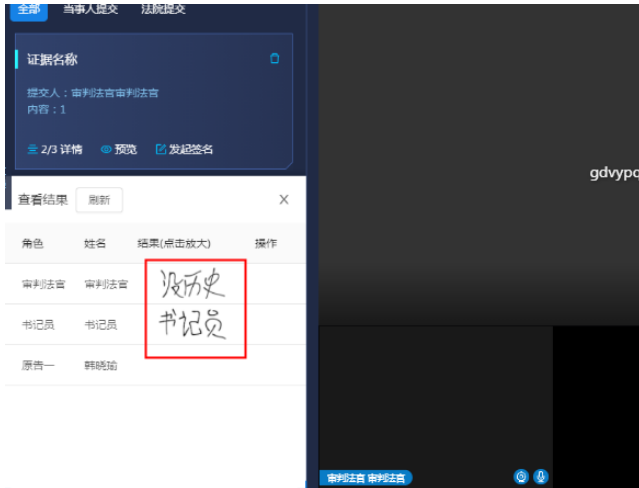 全部 当事人提交 法院提交
证据名称
提交人：审判法官审判法官
内容：1
2/3 详情 预览 发起签名
查看结果 刷新
角色 姓名 结果(点击放大) 操作
审判法官 审判法官 没历史
书记员 书记员 书记员
原告一 韩晓瑜
gdvypq
审判法官 审判法官